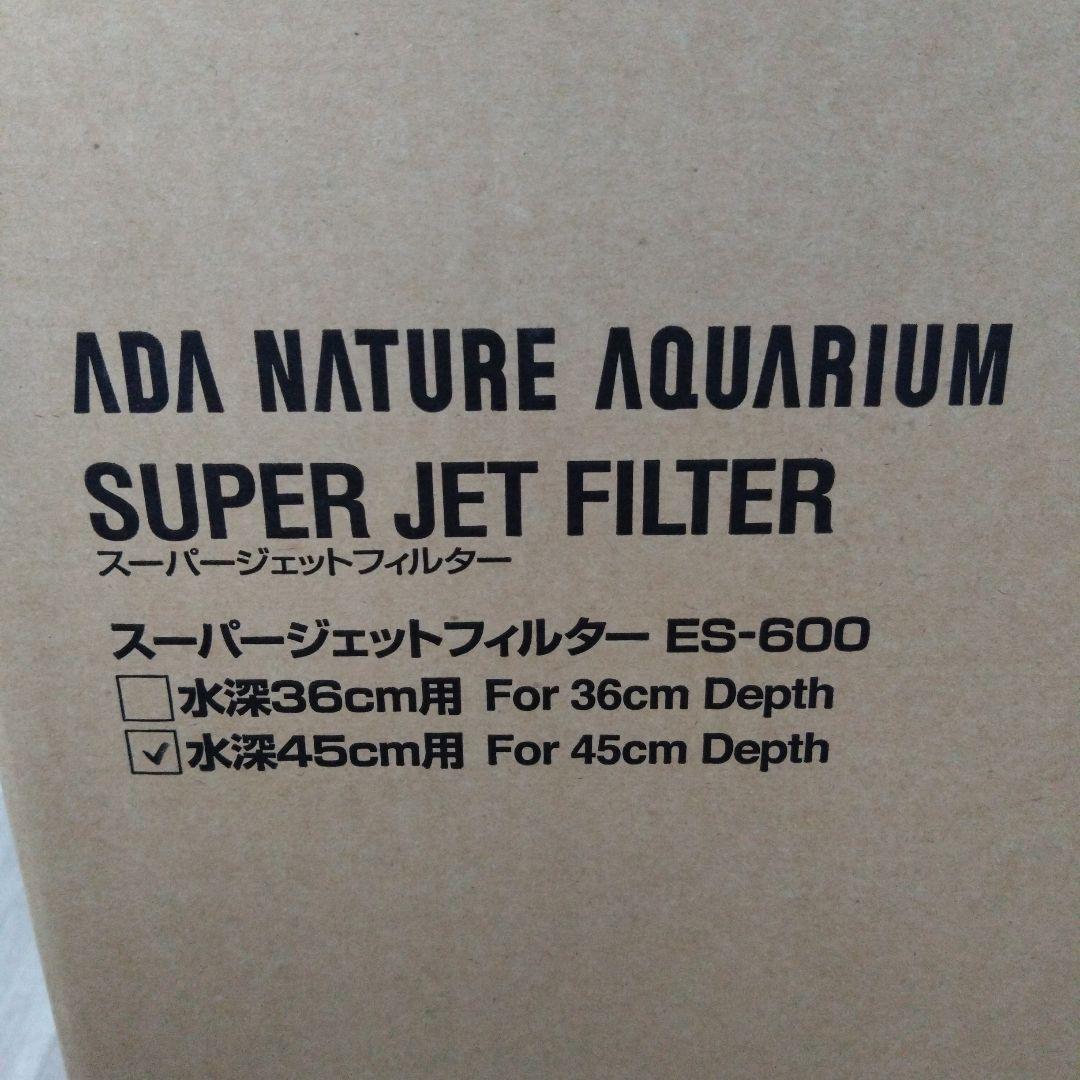 ADA NATURE AQUARIUM
SUPER JET FILTER
スーパージェットフィルター
スーパージェットフィルター ES-600
水深36cm用 For 36cm Depth
水深45cm用 For 45cm Depth